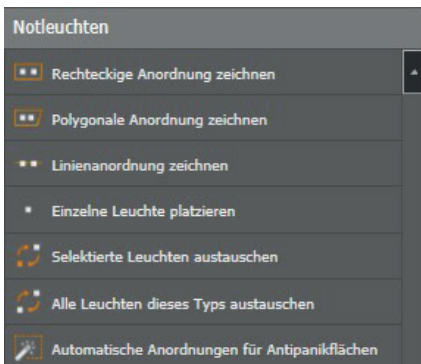 Notleuchten
Rechteckige Anordnung zeichnen
Polygonale Anordnung zeichnen
Linienanordnung zeichnen
Einzelne Leuchte platzieren
Selektierte Leuchten austauschen
Alle Leuchten dieses Typs austauschen
Automatische Anordnungen für Antipanikflächen